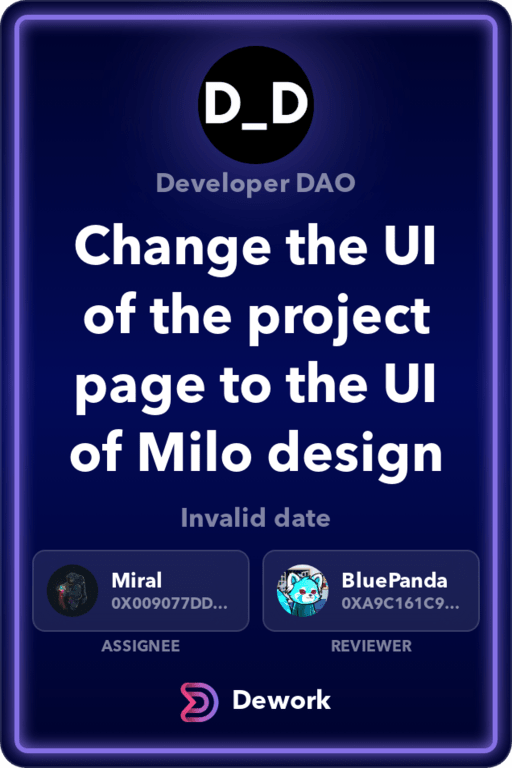 D_D
Developer DAO
Change the UI
of the project
page to the UI
of Milo design
Invalid date
Miral
0X009077DD...
BluePanda
0XA9C161C9...
ASSIGNEE
REVIEWER
Dework